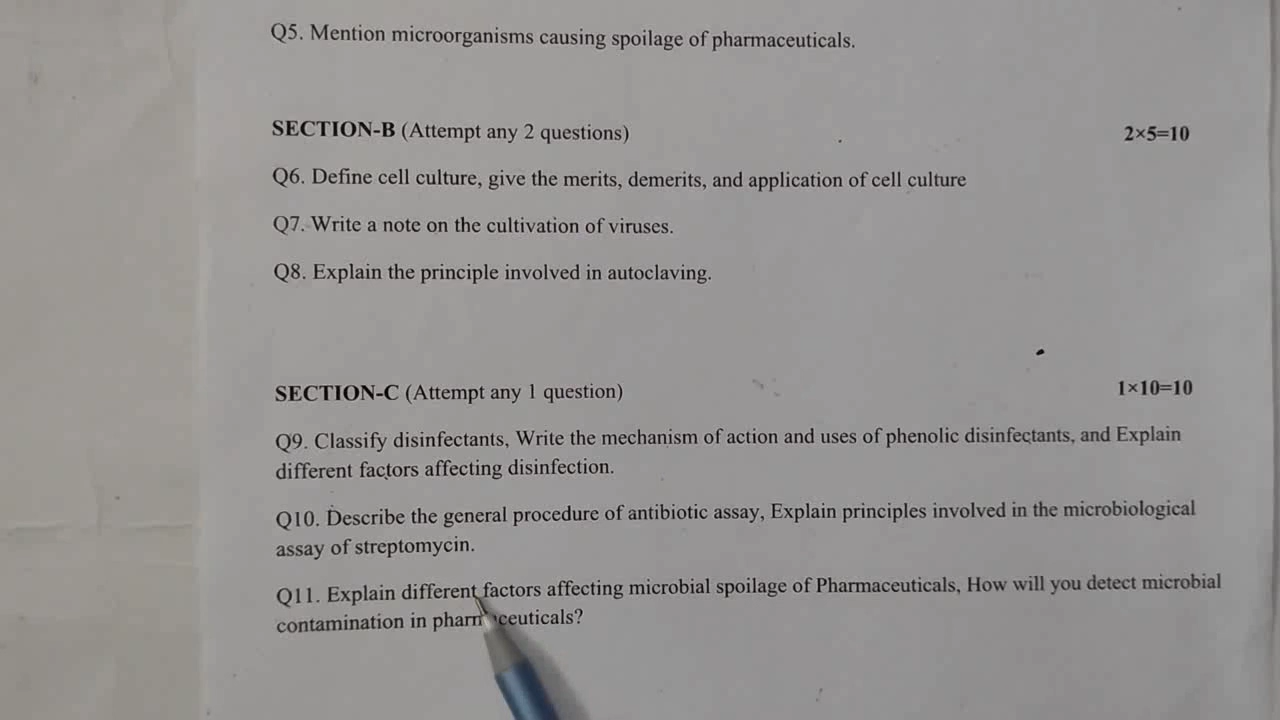 Q5. Mention microorganisms causing spoilage of pharmaceuticals.
SECTION-B (Attempt any 2 questions) 2×5=10
Q6. Define cell culture, give the merits, demerits, and application of cell culture
Q7. Write a note on the cultivation of viruses.
Q8. Explain the principle involved in autoclaving.
SECTION-C (Attempt any 1 question) 1×10=10
Q9. Classify disinfectants, Write the mechanism of action and uses of phenolic disinfectants, and Explain
different factors affecting disinfection.
Q10. Describe the general procedure of antibiotic assay, Explain principles involved in the microbiological
assay of streptomycin.
Q11. Explain different factors affecting microbial spoilage of Pharmaceuticals, How will you detect microbial
contamination in pharmaceuticals?